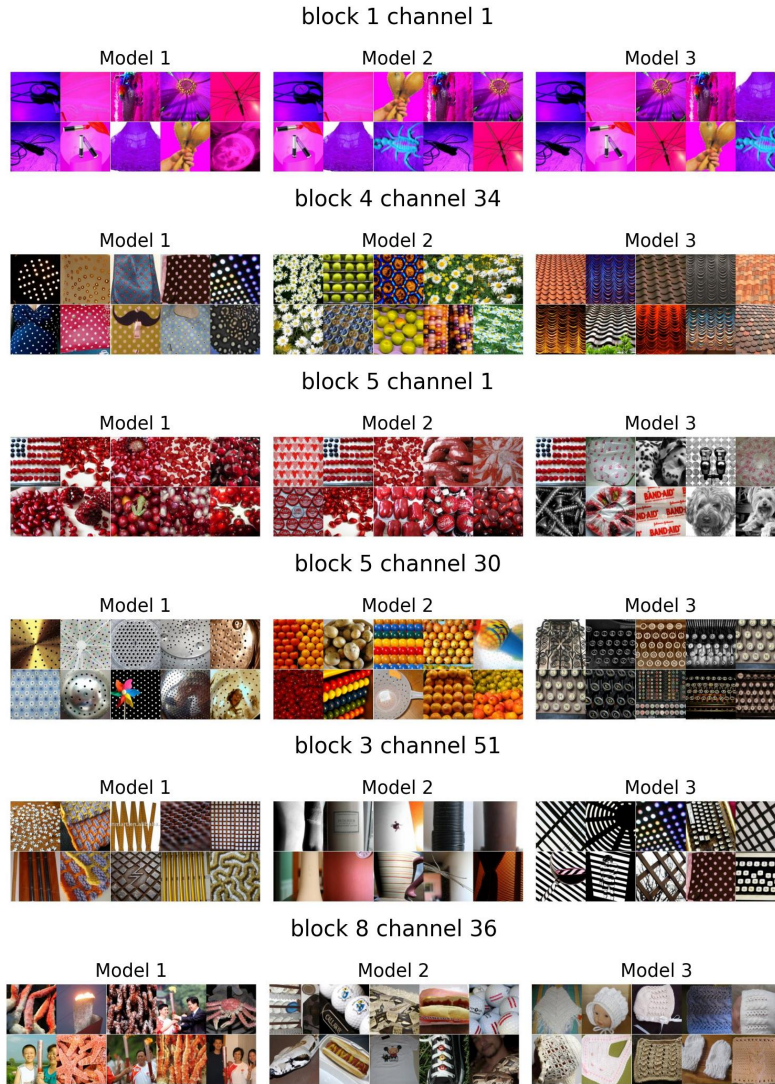 block 1 channel 1
Model 1 Model 2 Model 3
block 4 channel 34
Model 1 Model 2 Model 3
block 5 channel 1
Model 1 Model 2 Model 3
BAND-AID
BAND-AID
block 5 channel 30
Model 1 Model 2 Model 3
block 3 channel 51
Model 1 Model 2 Model 3
block 8 channel 36
Model 1 Model 2 Model 3